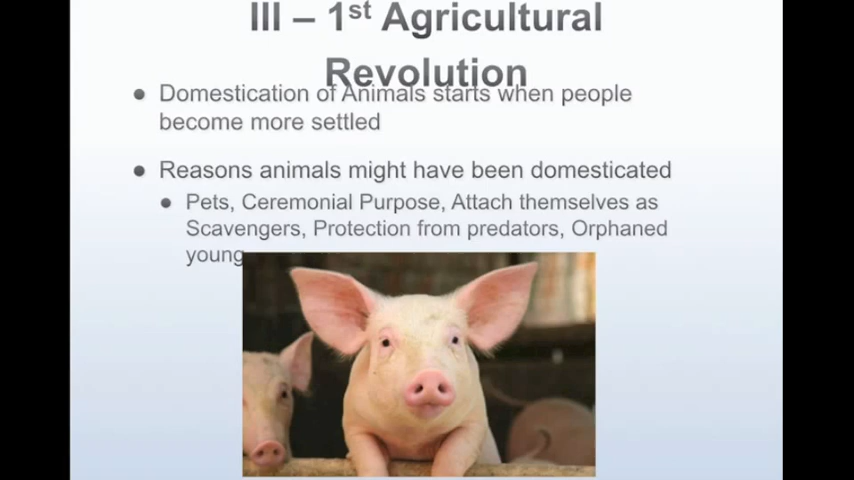 III – 1st Agricultural
Revolution
Domestication of Animals starts when people
become more settled
Reasons animals might have been domesticated
Pets, Ceremonial Purpose, Attach themselves as
Scavengers, Protection from predators, Orphaned
young